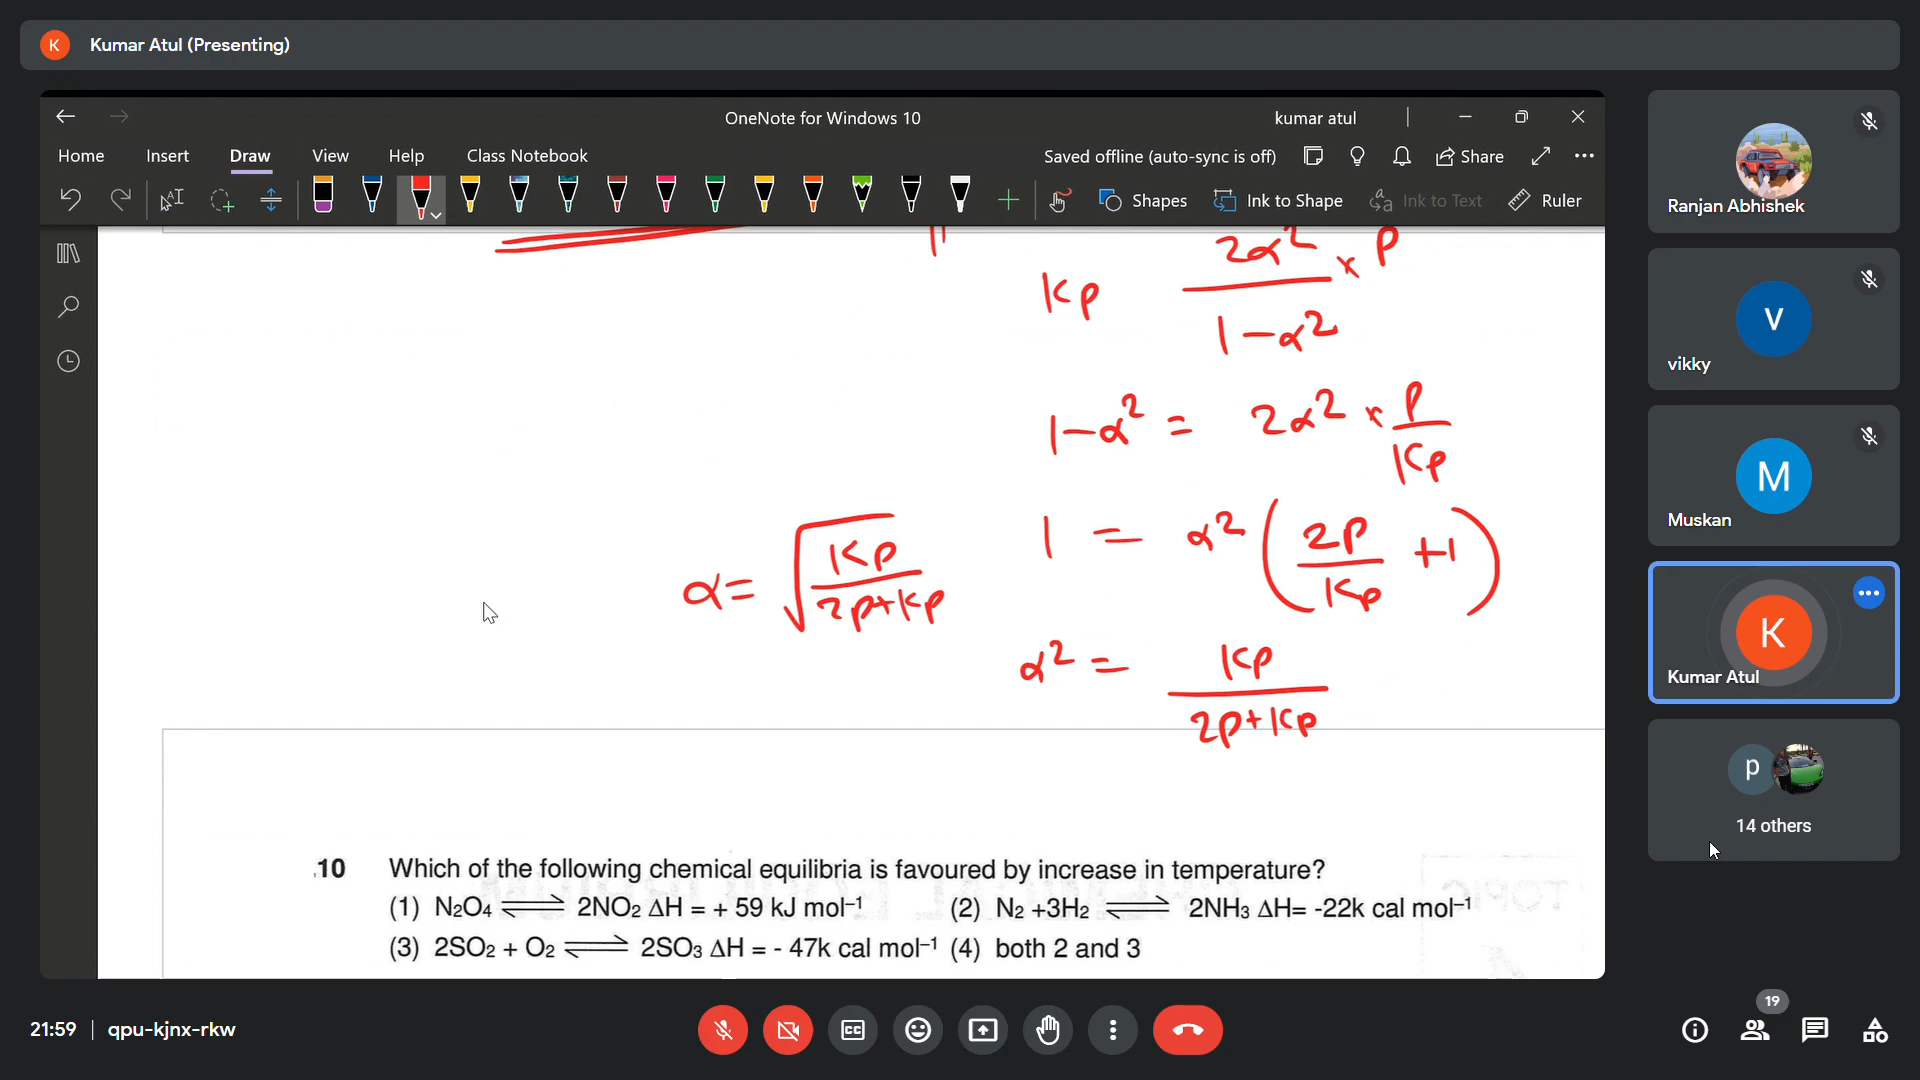 K Kumar Atul (Presenting)
OneNote for Windows 10
kumar atul
Home Insert Draw View Help Class Notebook
Saved offline (auto-sync is off) Share
Shapes Ink to Shape Ink to Text Ruler
Kp 2α² × P
1-α²
1-α² = 2α² × P/Kp
1 = α² (2P/Kp +1)
α= √Kp/2p+Kp
α² = Kp/2p+Kp
10 Which of the following chemical equilibria is favoured by increase in temperature?
(1) N₂O₄ ⇌ 2NO₂ ΔH = + 59 kJ mol⁻¹ (2) N₂ +3H₂ ⇌ 2NH₃ ΔH= -22k cal mol⁻¹
(3) 2SO₂ + O₂ ⇌ 2SO₃ ΔH = - 47k cal mol⁻¹ (4) both 2 and 3
Ranjan Abhishek
V
vikky
M
Muskan
K
Kumar Atul
p
14 others
21:59 | qpu-kjnx-rkw
CC
19